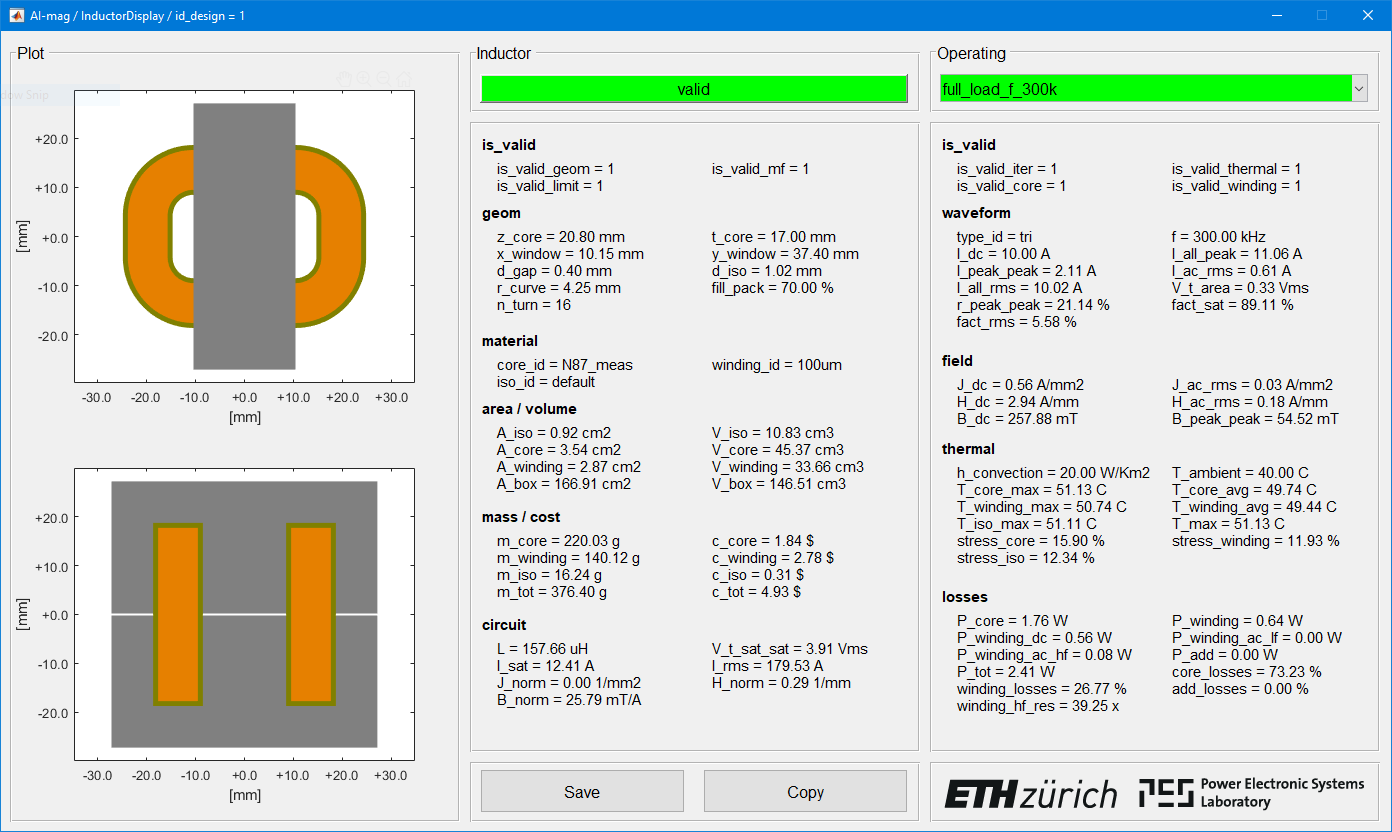 AI-mag / InductorDisplay / id_design = 1
Plot
dow Snip
+20.0
+10.0
+0.0
-10.0
-20.0
[mm]
-30.0 -20.0 -10.0 +0.0 +10.0 +20.0 +30.0
[mm]
+20.0
+10.0
+0.0
-10.0
-20.0
[mm]
-30.0 -20.0 -10.0 +0.0 +10.0 +20.0 +30.0
[mm]
Inductor
valid
is_valid
is_valid_geom = 1 is_valid_mf = 1
is_valid_limit = 1
geom
z_core = 20.80 mm t_core = 17.00 mm
x_window = 10.15 mm y_window = 37.40 mm
d_gap = 0.40 mm d_iso = 1.02 mm
r_curve = 4.25 mm fill_pack = 70.00 %
n_turn = 16
material
core_id = N87_meas winding_id = 100um
iso_id = default
area / volume
A_iso = 0.92 cm2 V_iso = 10.83 cm3
A_core = 3.54 cm2 V_core = 45.37 cm3
A_winding = 2.87 cm2 V_winding = 33.66 cm3
A_box = 166.91 cm2 V_box = 146.51 cm3
mass / cost
m_core = 220.03 g c_core = 1.84 $
m_winding = 140.12 g c_winding = 2.78 $
m_iso = 16.24 g c_iso = 0.31 $
m_tot = 376.40 g c_tot = 4.93 $
circuit
L = 157.66 uH V_t_sat_sat = 3.91 Vms
I_sat = 12.41 A I_rms = 179.53 A
J_norm = 0.00 1/mm2 H_norm = 0.29 1/mm
B_norm = 25.79 mT/A
Save Copy
Operating
full_load_f_300k
is_valid
is_valid_iter = 1 is_valid_thermal = 1
is_valid_core = 1 is_valid_winding = 1
waveform
type_id = tri f = 300.00 kHz
I_dc = 10.00 A I_all_peak = 11.06 A
I_peak_peak = 2.11 A I_ac_rms = 0.61 A
I_all_rms = 10.02 A V_t_area = 0.33 Vms
r_peak_peak = 21.14 % fact_sat = 89.11 %
fact_rms = 5.58 %
field
J_dc = 0.56 A/mm2 J_ac_rms = 0.03 A/mm2
H_dc = 2.94 A/mm H_ac_rms = 0.18 A/mm
B_dc = 257.88 mT B_peak_peak = 54.52 mT
thermal
h_convection = 20.00 W/Km2 T_ambient = 40.00 C
T_core_max = 51.13 C T_core_avg = 49.74 C
T_winding_max = 50.74 C T_winding_avg = 49.44 C
T_iso_max = 51.11 C T_max = 51.13 C
stress_core = 15.90 % stress_winding = 11.93 %
stress_iso = 12.34 %
losses
P_core = 1.76 W P_winding = 0.64 W
P_winding_dc = 0.56 W P_winding_ac_lf = 0.00 W
P_winding_ac_hf = 0.08 W P_add = 0.00 W
P_tot = 2.41 W core_losses = 73.23 %
winding_losses = 26.77 % add_losses = 0.00 %
winding_hf_res = 39.25 x
ETH zürich PES Power Electronic Systems
Laboratory